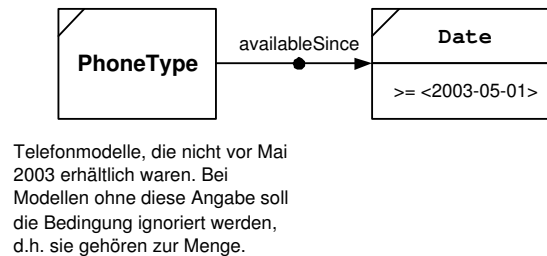 availableSince
PhoneType
Date
>= <2003-05-01>
Telefonmodelle, die nicht vor Mai
2003 erhältlich waren. Bei
Modellen ohne diese Angabe soll
die Bedingung ignoriert werden,
d.h. sie gehören zur Menge.